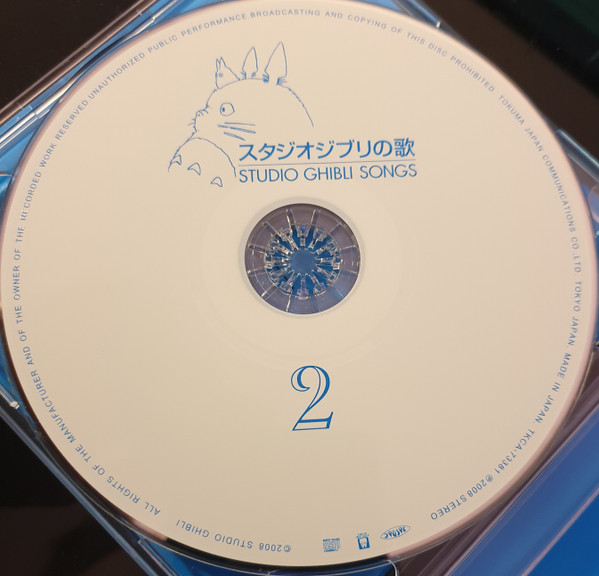 スタジオジブリの歌
STUDIO GHIBLI SONGS
2
ALL RIGHTS OF THE MANUFACTURER AND OF THE OWNER OF THE RECORDED WORK RESERVED UNAUTHORIZED PUBLIC PERFORMANCE BROADCASTING AND COPYING OF THIS DISC PROHIBITED. TOKUMA JAPAN COMMUNICATIONS CO., LTD. TOKYO JAPAN MADE IN JAPAN. TKCA-73381 ℗2008 STEREO
©2008 STUDIO GHIBLI